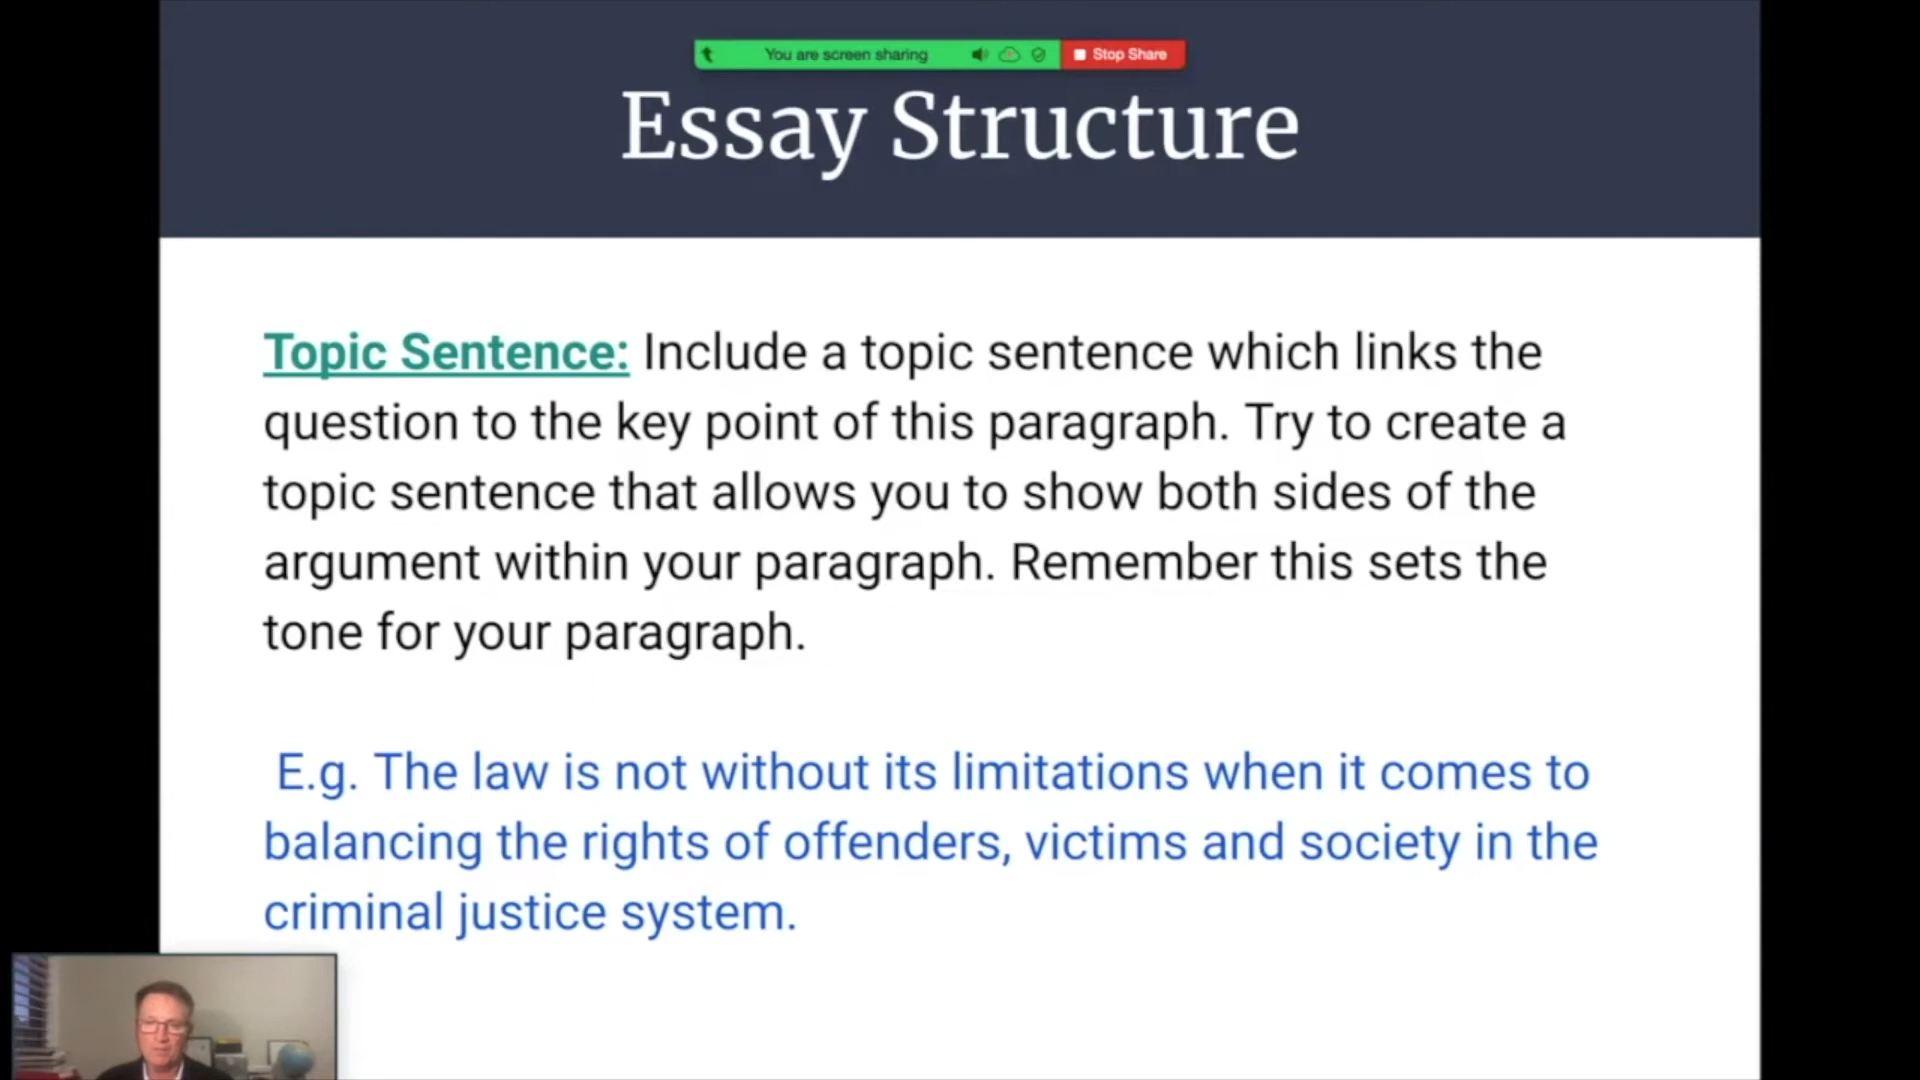 You are screen sharing
Stop Share
Essay Structure
Topic Sentence: Include a topic sentence which links the
question to the key point of this paragraph. Try to create a
topic sentence that allows you to show both sides of the
argument within your paragraph. Remember this sets the
tone for your paragraph.
E.g. The law is not without its limitations when it comes to
balancing the rights of offenders, victims and society in the
criminal justice system.